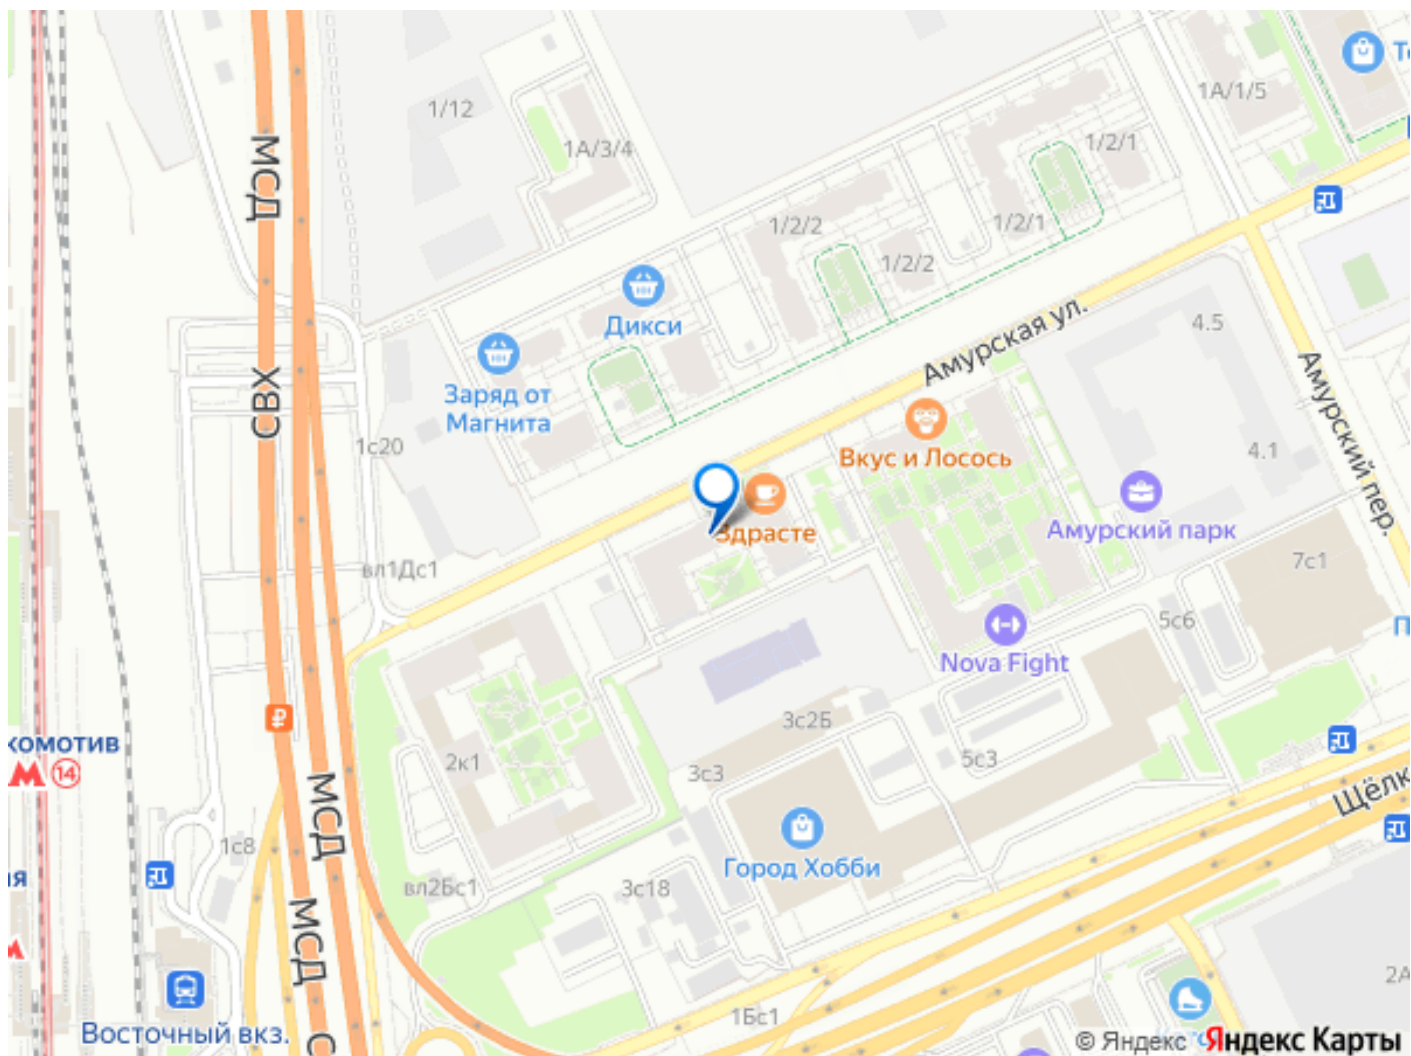 1/12
1А/3/4
1А/1/5
1/2/1
МСД
1/2/2
1/2/1
1/2/2
Дикси
Амурская ул.
4.5
Заряд от
Магнита
СВХ
1с20
Амурский пер.
Вкус и Лосось
4.1
Здрасте
Амурский парк
вл1Дс1
7с1
5с6
Nova Fight
3с2Б
комотив
14
2к1
3с3
5с3
МСД
Щёлк
1с8
Город Хобби
вл2Бс1
3с18
МСД
2А
Восточный вкз.
1Бс1
© Яндекс Яндекс Карты